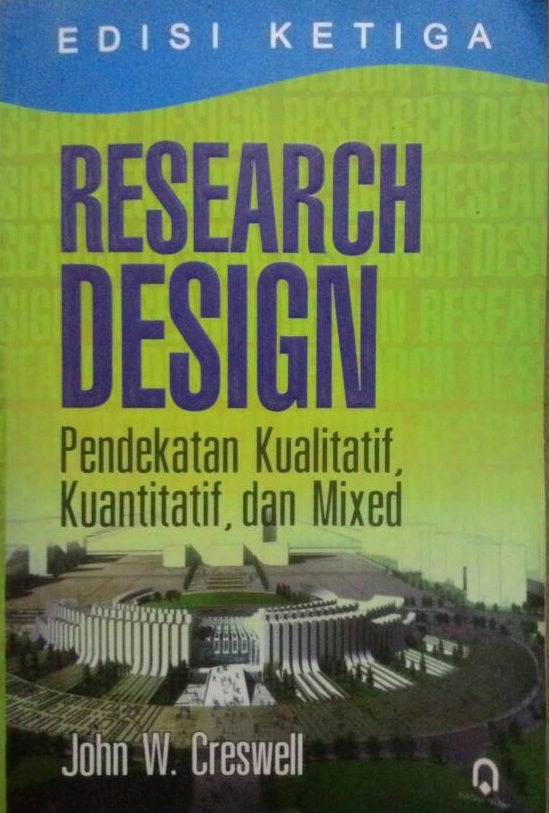 EDISI KETIGA
RESEARCH
DESIGN
Pendekatan Kualitatif,
Kuantitatif, dan Mixed
John W. Creswell